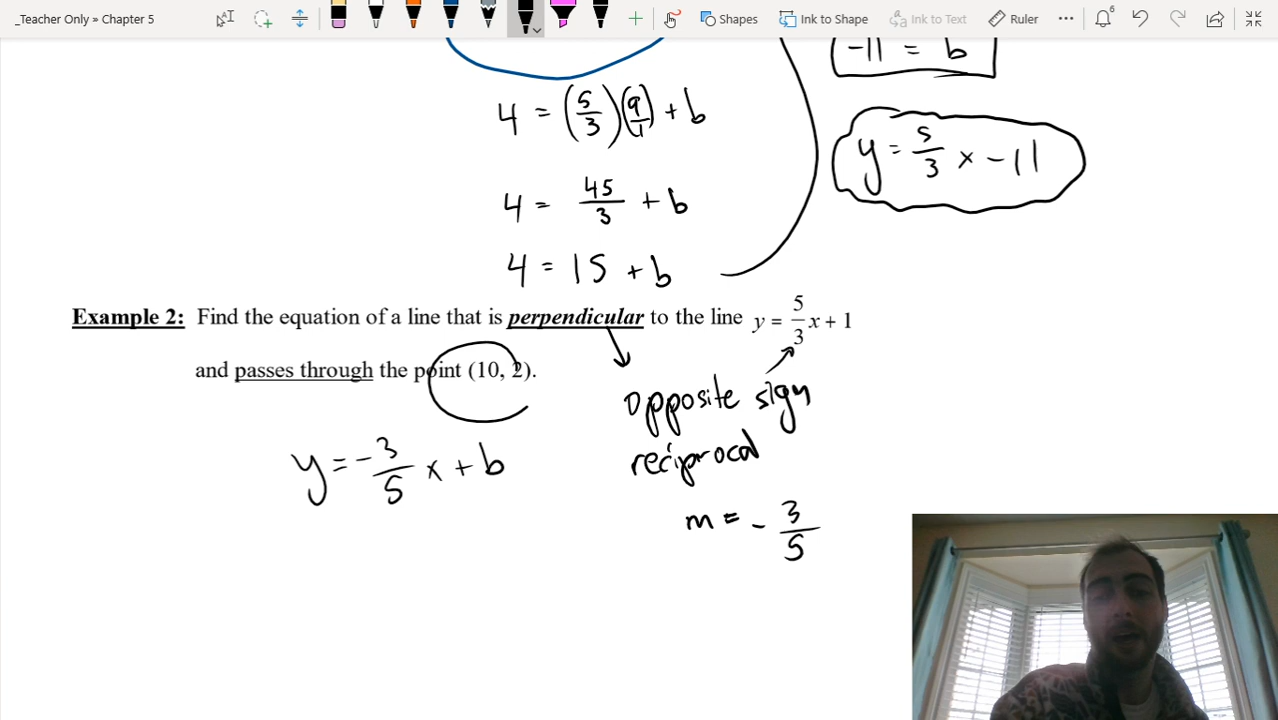 _Teacher Only » Chapter 5
Shapes
Ink to Shape
Ink to Text
Ruler
6
-11 = b
4 = (5/3)(9/1) + b
y = 5/3 x - 11
4 = 45/3 + b
4 = 15 + b
Example 2: Find the equation of a line that is perpendicular to the line y = 5/3 x + 1
and passes through the point (10, 2).
opposite sign
reciprocal
y = -3/5 x + b
m = - 3/5